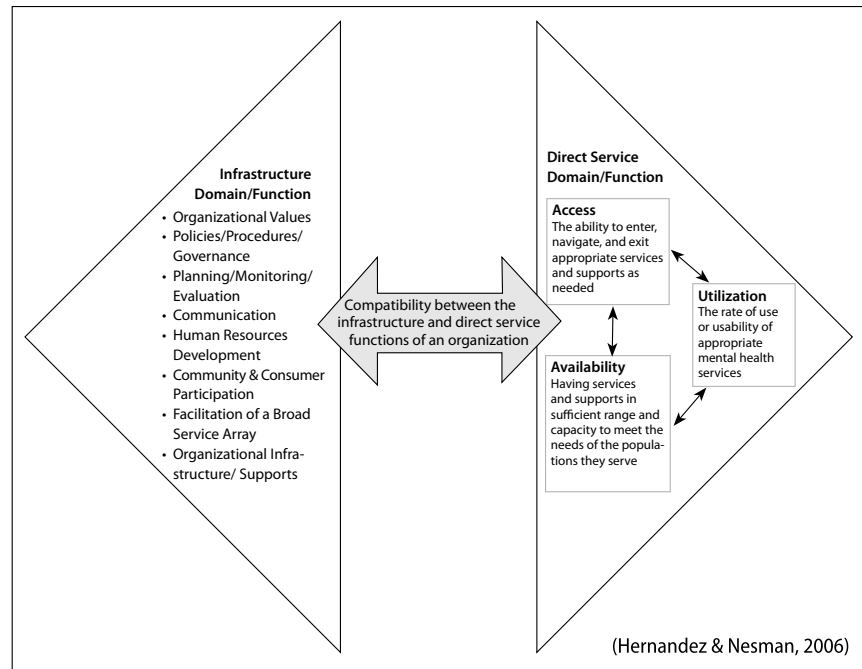 Infrastructure
Domain/Function
• Organizational Values
• Policies/Procedures/
Governance
• Planning/Monitoring/
Evaluation
• Communication
• Human Resources
Development
• Community & Consumer
Participation
• Facilitation of a Broad
Service Array
• Organizational Infra-
structure/ Supports
Compatibility between the
infrastructure and direct service
functions of an organization
Direct Service
Domain/Function
Access
The ability to enter,
navigate, and exit
appropriate services
and supports as
needed
Utilization
The rate of use
or usability of
appropriate
mental health
services
Availability
Having services
and supports in
sufficient range and
capacity to meet the
needs of the popula-
tions they serve
(Hernandez & Nesman, 2006)